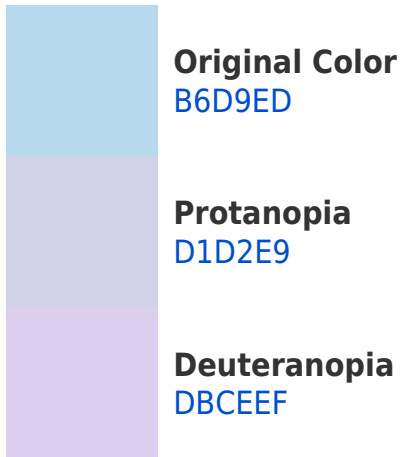 Original Color
B6D9ED
Protanopia
D1D2E9
Deuteranopia
DBCEEF